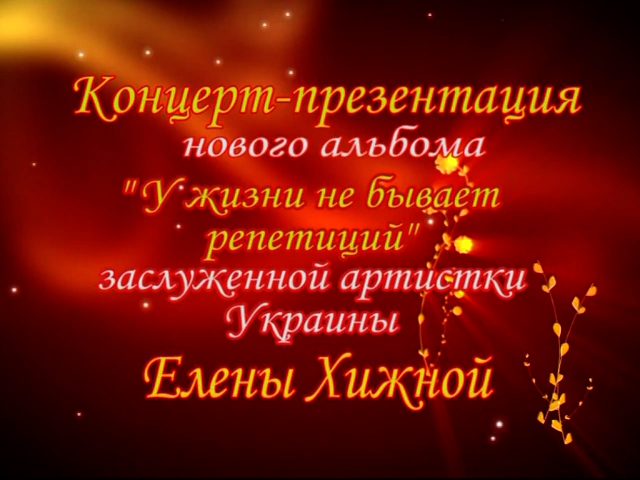 Концерт-презентация
нового альбома
"У жизни не бывает
репетиций"
заслуженной артистки
Украины
Елены Хижной